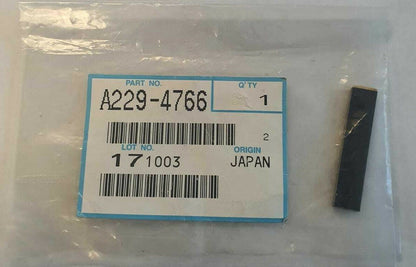 PART NO. Q'TY
A229-4766 1
2
LOT NO. ORIGIN
171003 JAPAN